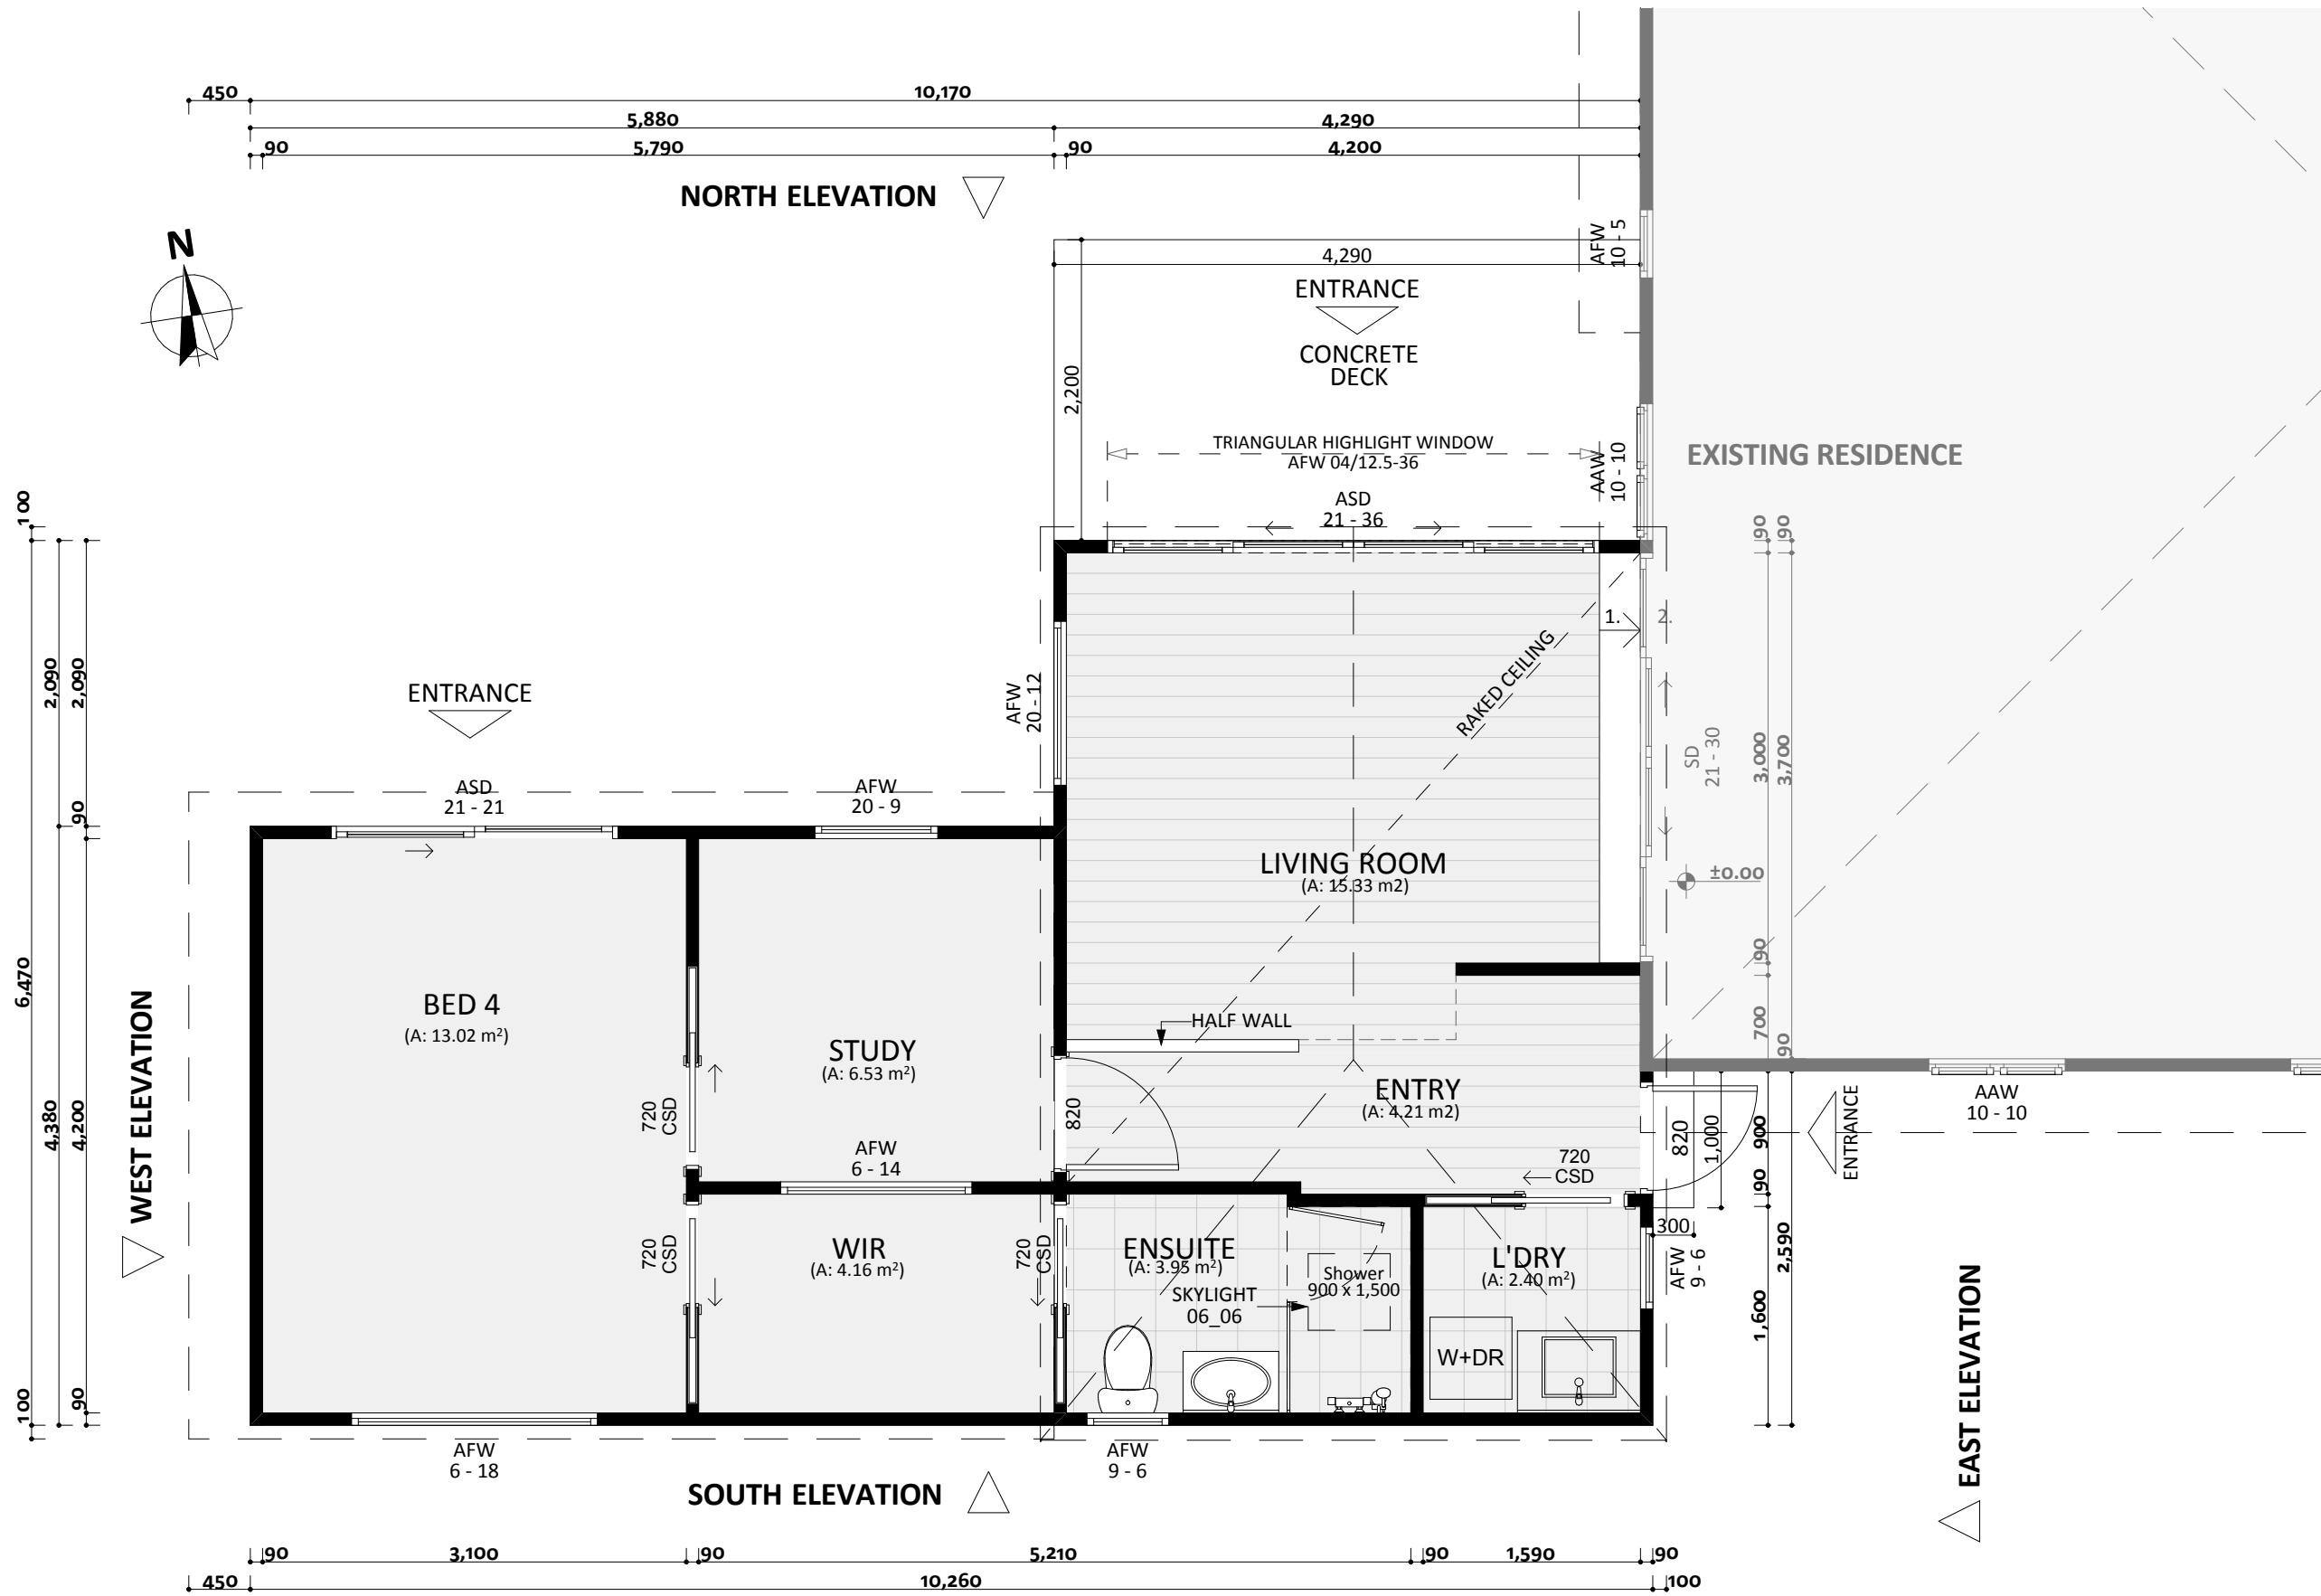 450
10,170
5,880
4,290
90
5,790
90
4,200
NORTH ELEVATION
N
AFW
10 - 5
4,290
ENTRANCE
CONCRETE
DECK
2,200
TRIANGULAR HIGHLIGHT WINDOW
AFW 04/12.5-36
AAW
10 - 10
EXISTING RESIDENCE
ASD
21 - 36
100
90
90
1.
2.
RAKED CEILING
2,090
2,090
ENTRANCE
AFW
20 - 12
SD
21 - 30
3,000
3,700
ASD
21 - 21
AFW
20 - 9
90
LIVING ROOM
(A: 15.33 m2)
±0.00
90
6,470
BED 4
(A: 13.02 m²)
HALF WALL
700
90
STUDY
(A: 6.53 m²)
WEST ELEVATION
4,380
4,200
720
CSD
820
ENTRY
(A: 4.21 m2)
820
1,000
900
ENTRANCE
AAW
10 - 10
AFW
6 - 14
720
CSD
90
300
720
CSD
WIR
(A: 4.16 m²)
720
CSD
ENSUITE
(A: 3.95 m²)
SKYLIGHT
06_06
Shower
900 x 1,500
L'DRY
(A: 2.40 m²)
AFW
9 - 6
2,590
1,600
W+DR
EAST ELEVATION
100
90
AFW
6 - 18
AFW
9 - 6
SOUTH ELEVATION
90
3,100
90
5,210
90
1,590
90
450
10,260
100